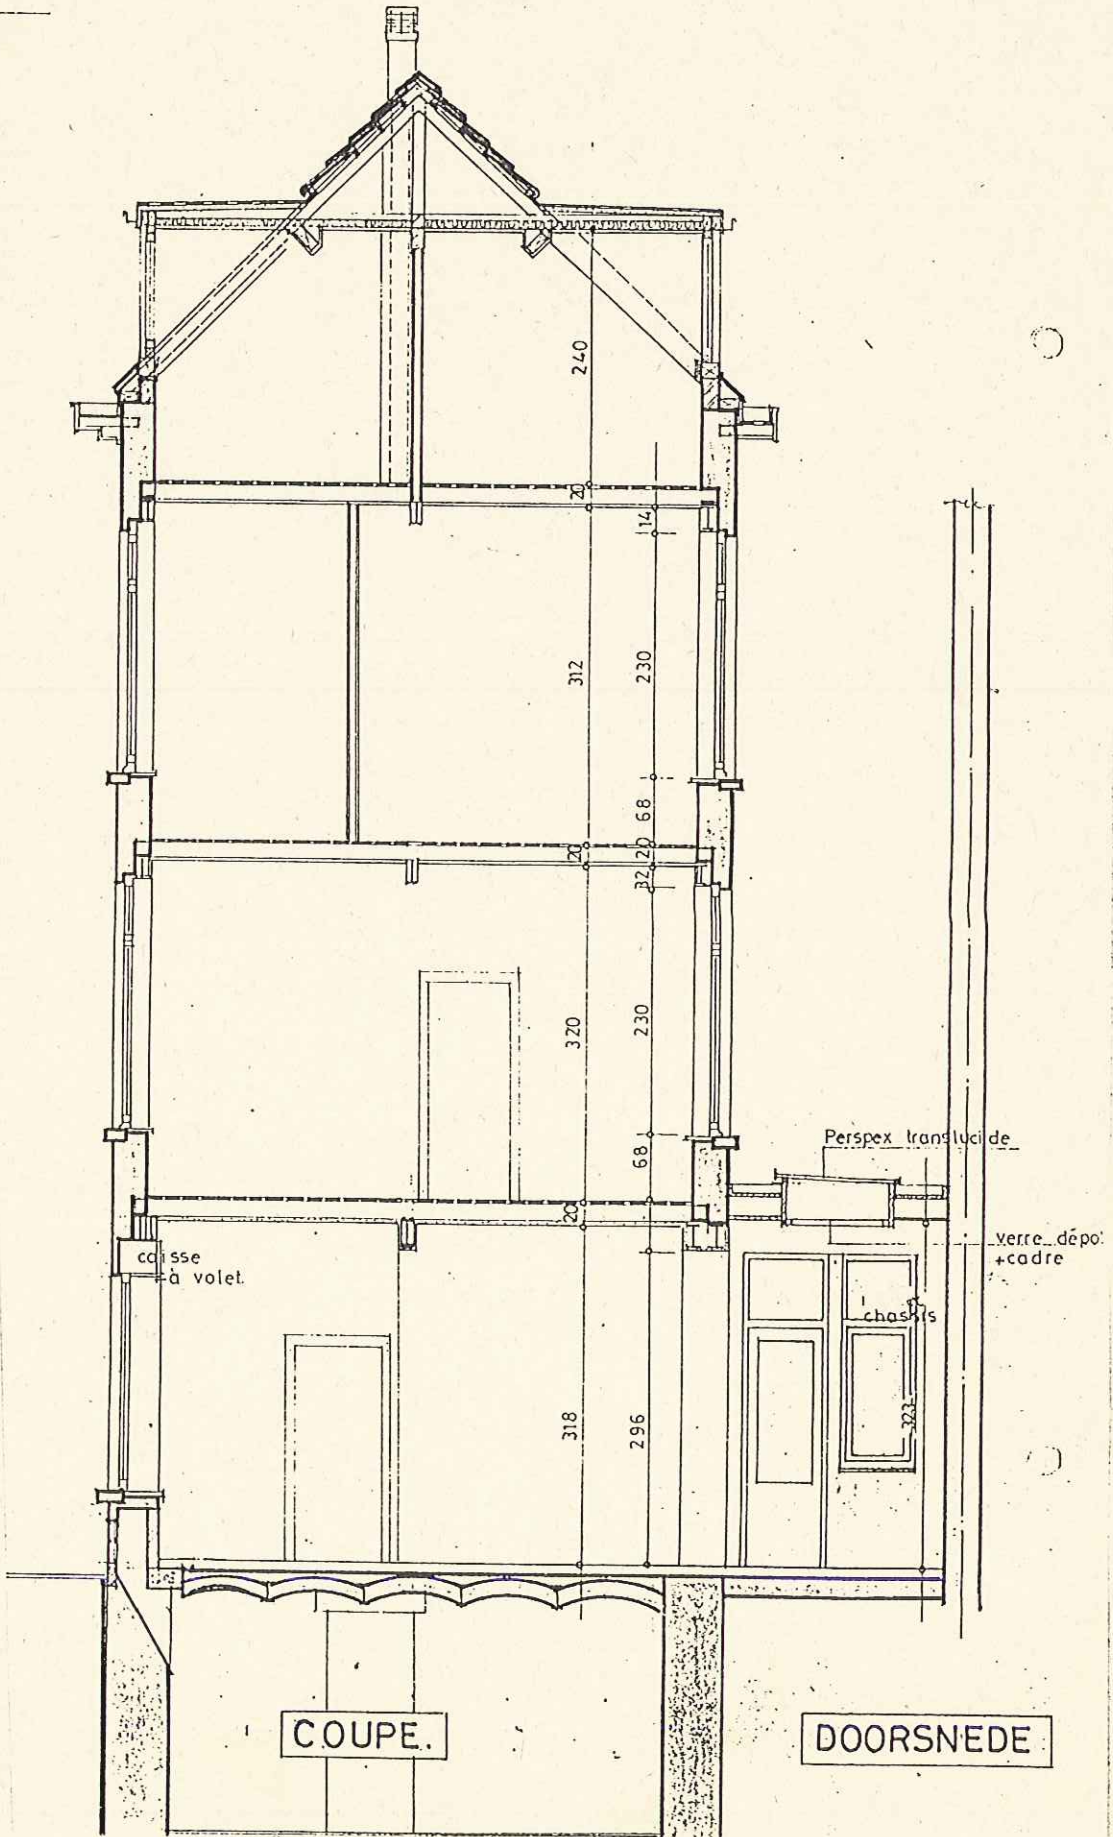 240
20
14
312
230
68
20
20
32
320
230
68
Perspex translucide
20
verre dépo
+cadre
caisse
à volet.
chassis
318
296
323
COUPE.
DOORSNEDE